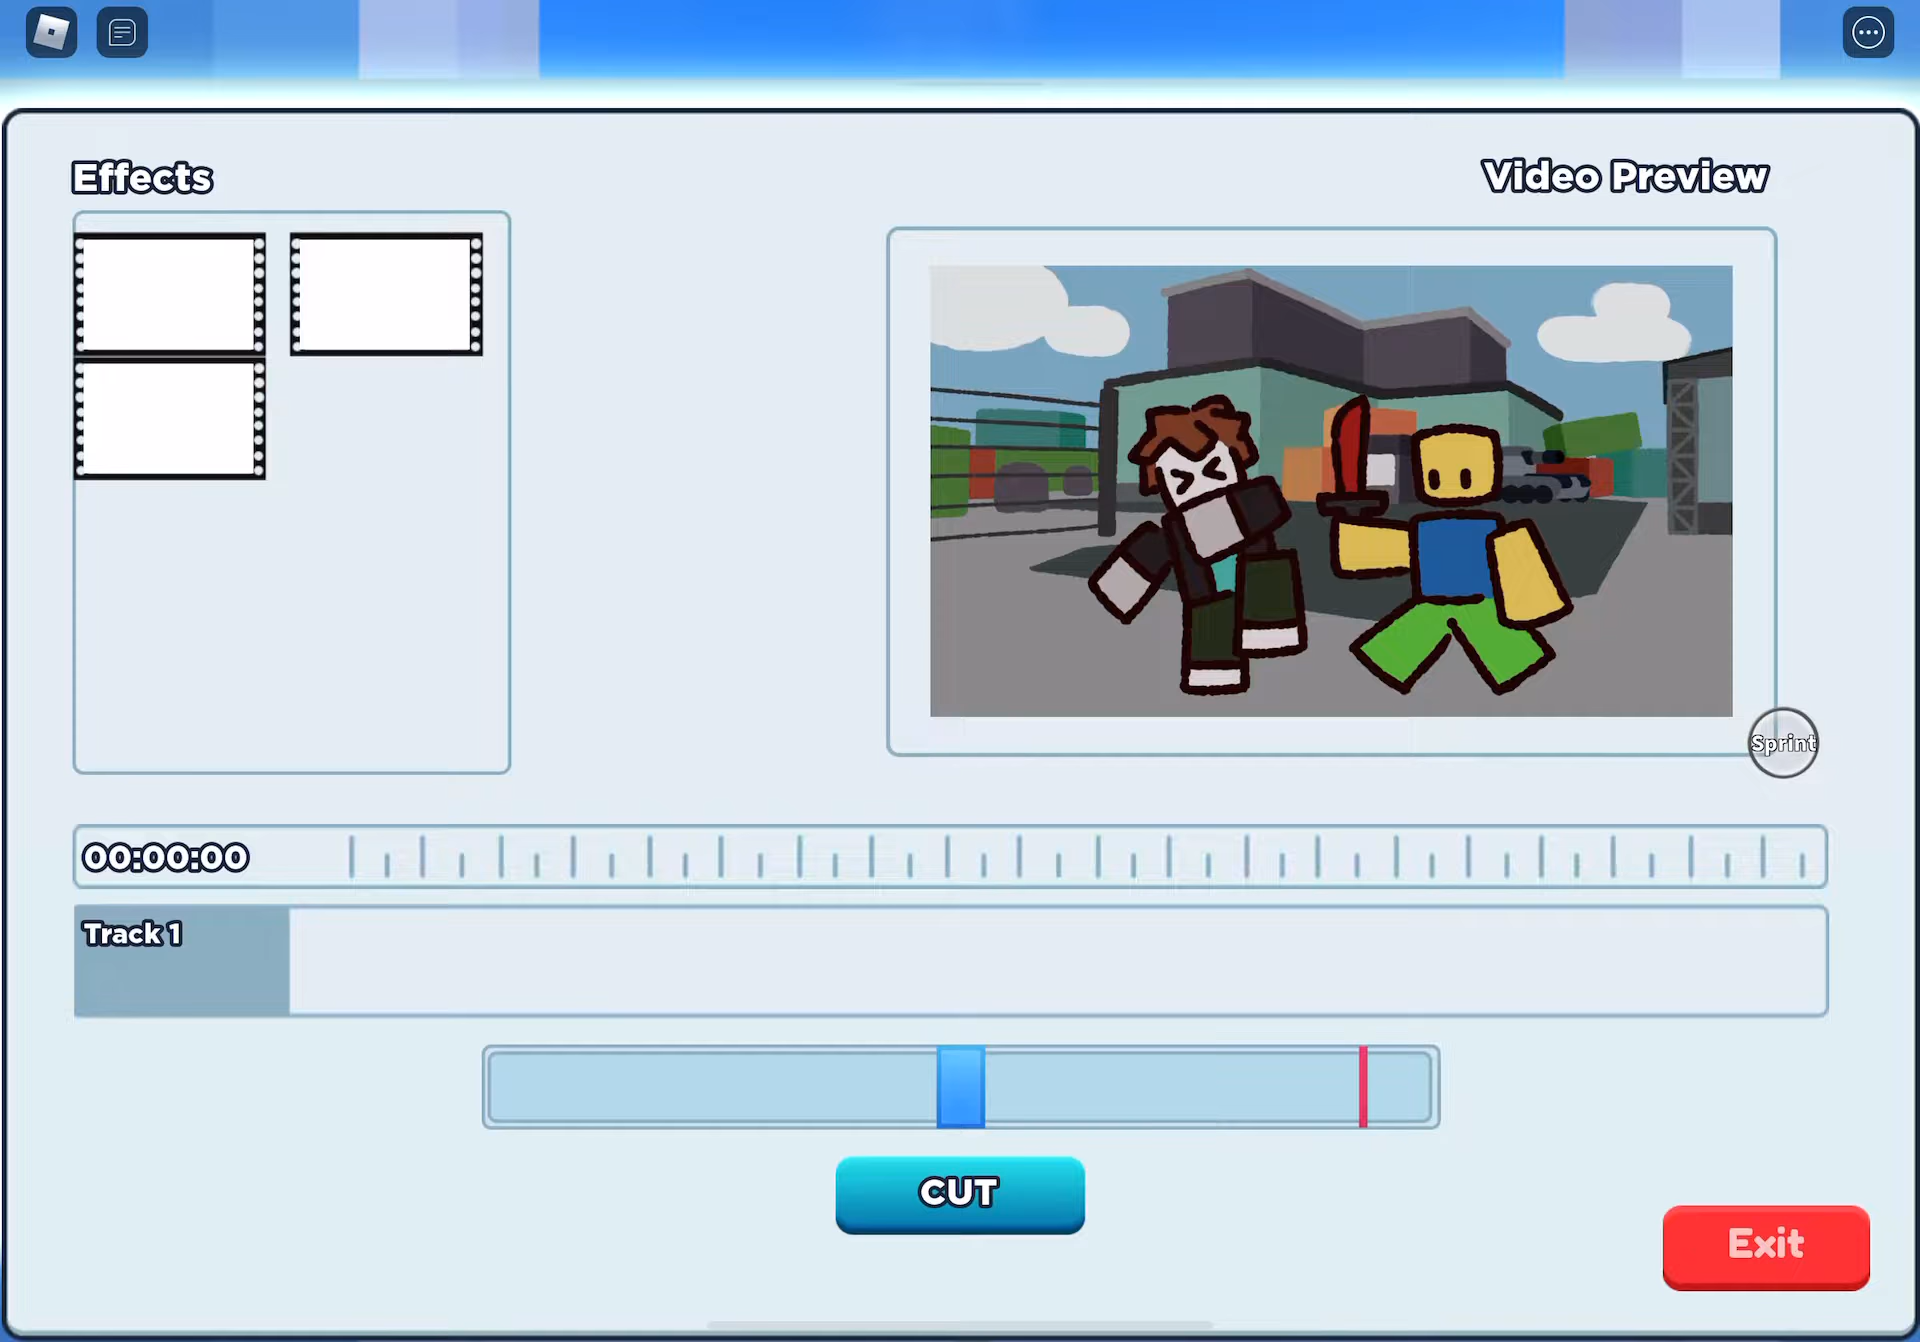 Effects
Video Preview
Sprint
00:00:00
Track 1
CUT
Exit